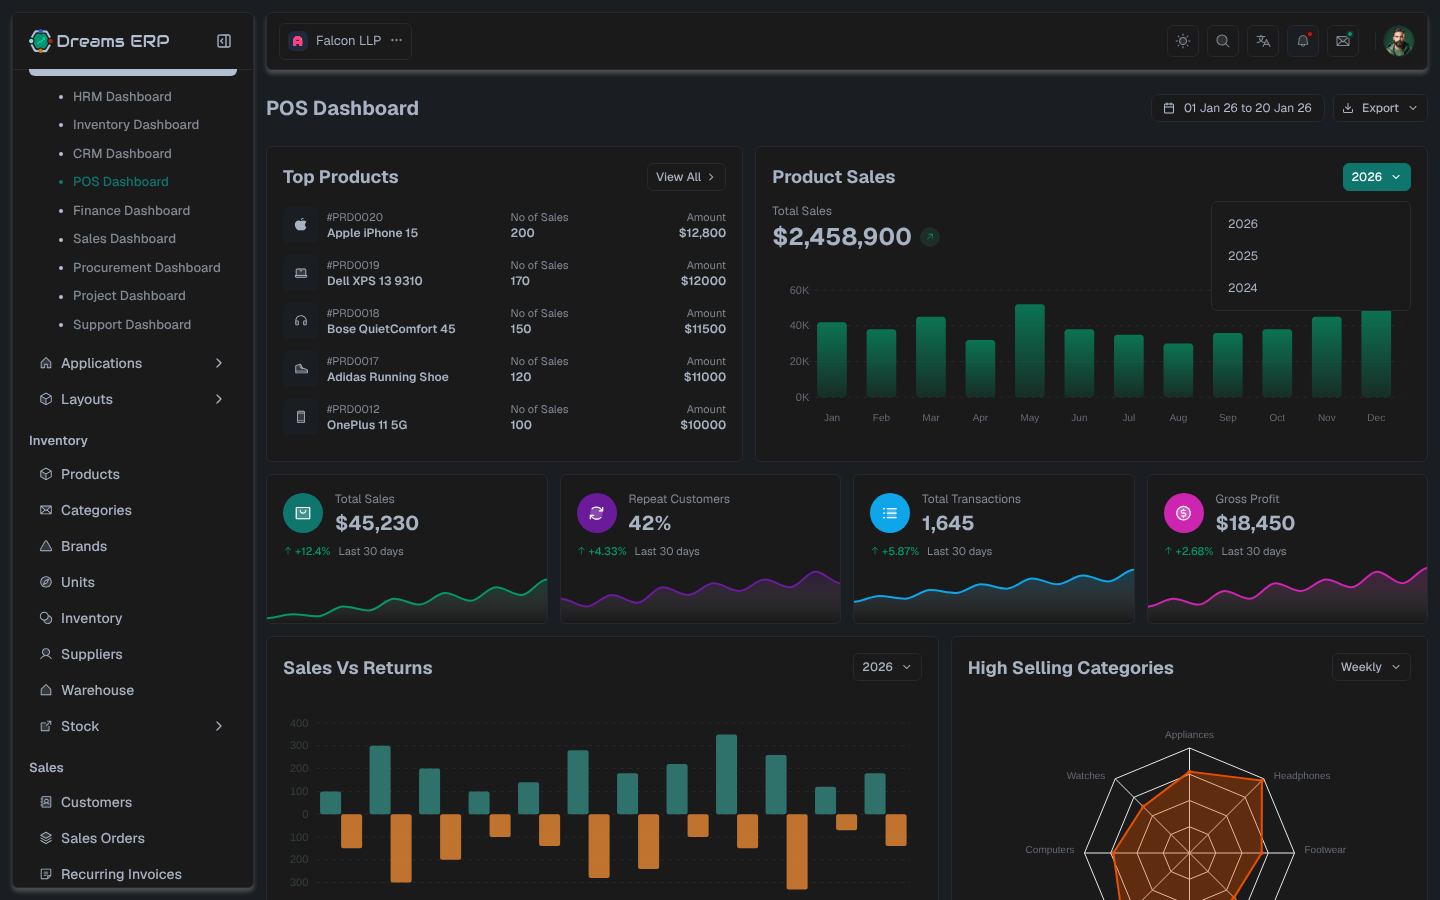 Dreams ERP
HRM Dashboard
Inventory Dashboard
CRM Dashboard
POS Dashboard
Finance Dashboard
Sales Dashboard
Procurement Dashboard
Project Dashboard
Support Dashboard
Applications
Layouts
Inventory
Products
Categories
Brands
Units
Inventory
Suppliers
Warehouse
Stock
Sales
Customers
Sales Orders
Recurring Invoices
Falcon LLP ···
POS Dashboard
01 Jan 26 to 20 Jan 26
Export
Top Products
View All
#PRD0020 No of Sales Amount
Apple iPhone 15 200 $12,800
#PRD0019 No of Sales Amount
Dell XPS 13 9310 170 $12000
#PRD0018 No of Sales Amount
Bose QuietComfort 45 150 $11500
#PRD0017 No of Sales Amount
Adidas Running Shoe 120 $11000
#PRD0012 No of Sales Amount
OnePlus 11 5G 100 $10000
Product Sales
2026
Total Sales
$2,458,900
2026
2025
2024
60K
40K
20K
0K
Jan Feb Mar Apr May Jun Jul Aug Sep Oct Nov Dec
Total Sales
$45,230
+12.4% Last 30 days
Repeat Customers
42%
+4.33% Last 30 days
Total Transactions
1,645
+5.87% Last 30 days
Gross Profit
$18,450
+2.68% Last 30 days
Sales Vs Returns
2026
400
300
200
100
0
100
200
300
High Selling Categories
Weekly
Appliances
Watches
Headphones
Computers
Footwear